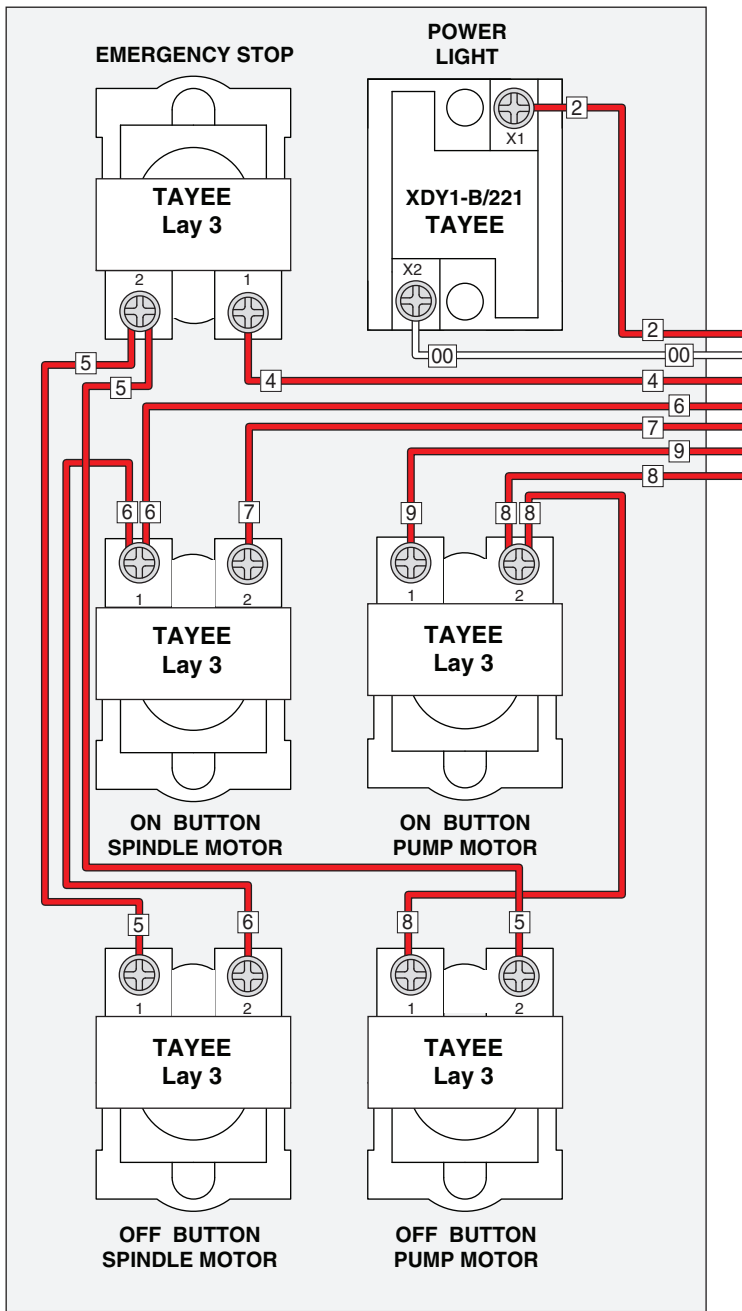 EMERGENCY STOP
POWER
LIGHT
2
X1
TAYEE
Lay 3
XDY1-B/221
TAYEE
2
1
X2
2
00
00
5
5
4
4
6
7
9
8
6
6
7
9
8
8
1
2
1
2
TAYEE
Lay 3
TAYEE
Lay 3
ON BUTTON
SPINDLE MOTOR
ON BUTTON
PUMP MOTOR
5
6
8
5
1
2
1
2
TAYEE
Lay 3
TAYEE
Lay 3
OFF BUTTON
SPINDLE MOTOR
OFF BUTTON
PUMP MOTOR